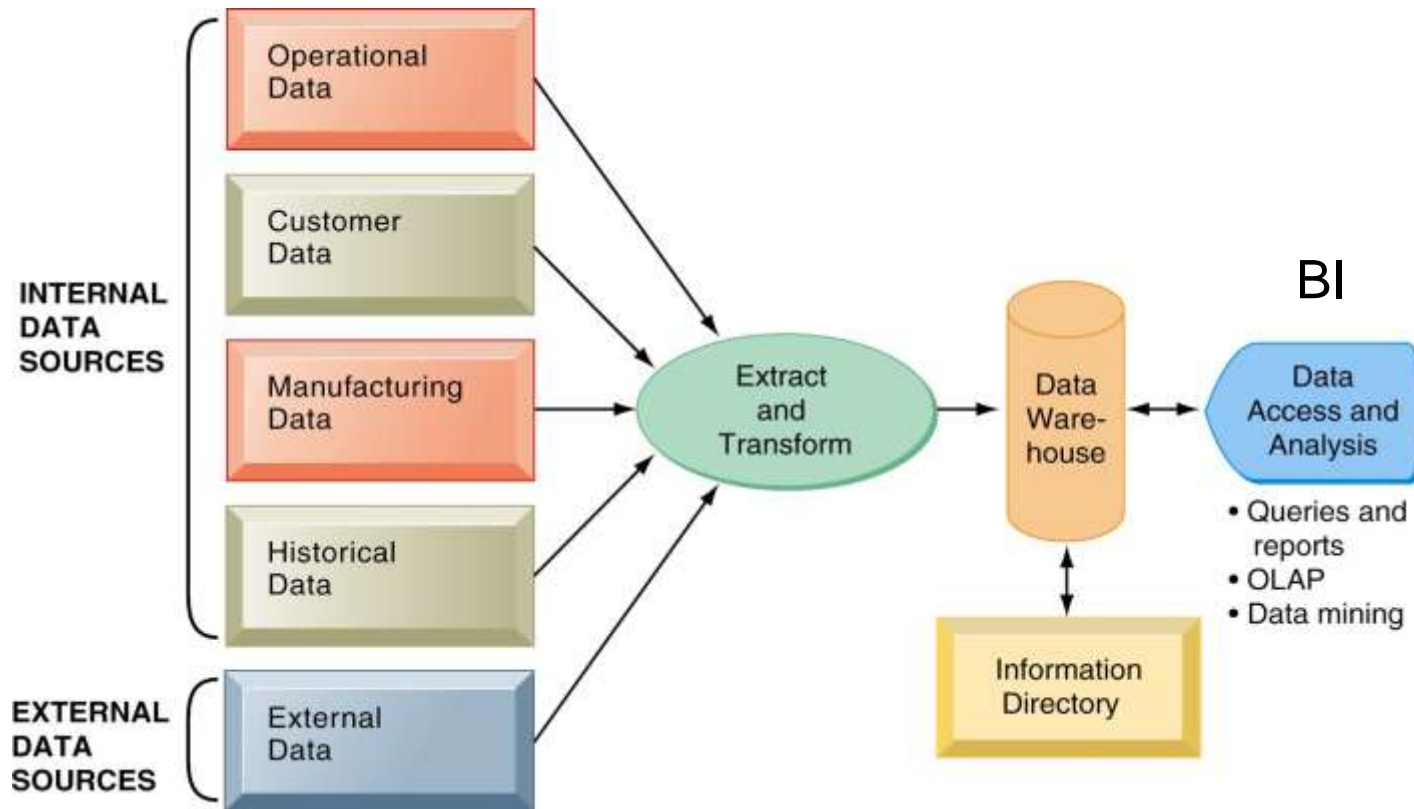 INTERNAL
DATA
SOURCES
Operational
Data
Customer
Data
Manufacturing
Data
Historical
Data
EXTERNAL
DATA
SOURCES
External
Data
Extract
and
Transform
Data
Ware-
house
Information
Directory
BI
Data
Access and
Analysis
• Queries and
reports
• OLAP
• Data mining